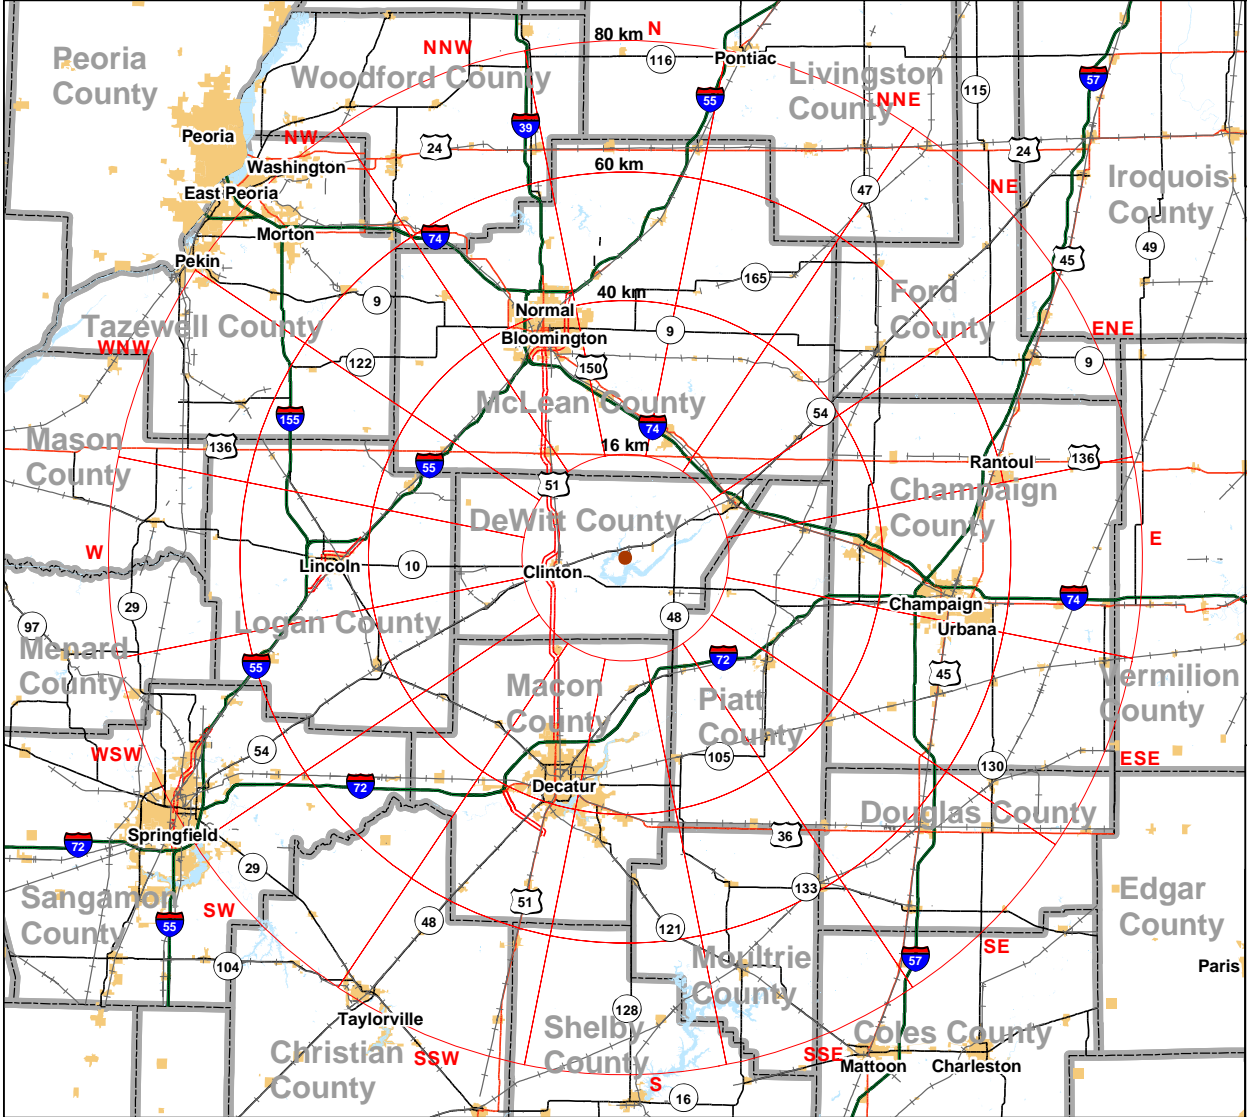 80 km
N
NNW
Peoria
County
Woodford County
116
Pontiac
Livingston
County
NNE
115
57
55
39
Peoria
NW
24
24
Washington
60 km
47
NE
Iroquois
County
East Peoria
Morton
74
45
49
Pekin
165
9
40 km
Ford
County
Normal
Tazewell County
WNW
Bloomington
9
ENE
9
122
150
McLean County
54
155
74
Mason
County
136
16 km
55
136
Rantoul
51
Champaign
County
DeWitt County
W
E
Lincoln
10
Clinton
29
48
Champaign
74
97
Urbana
Logan County
Menard
County
55
72
45
Vermilion
County
Macon
County
Piatt
County
WSW
54
105
130
ESE
72
Decatur
Douglas County
Springfield
36
72
29
133
Sangamon
County
55
SW
51
48
121
Edgar
County
SE
Moultrie
County
57
Paris
104
128
Taylorville
Shelby
County
Coles County
Christian
County
SSW
SSE
Mattoon
Charleston
S
16